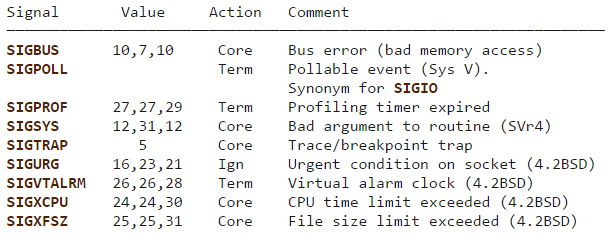 Signal Value Action Comment
SIGBUS 10,7,10 Core Bus error (bad memory access)
SIGPOLL Term Pollable event (Sys V).
Synonym for SIGIO
SIGPROF 27,27,29 Term Profiling timer expired
SIGSYS 12,31,12 Core Bad argument to routine (SVr4)
SIGTRAP 5 Core Trace/breakpoint trap
SIGURG 16,23,21 Ign Urgent condition on socket (4.2BSD)
SIGVTALRM 26,26,28 Term Virtual alarm clock (4.2BSD)
SIGXCPU 24,24,30 Core CPU time limit exceeded (4.2BSD)
SIGXFSZ 25,25,31 Core File size limit exceeded (4.2BSD)